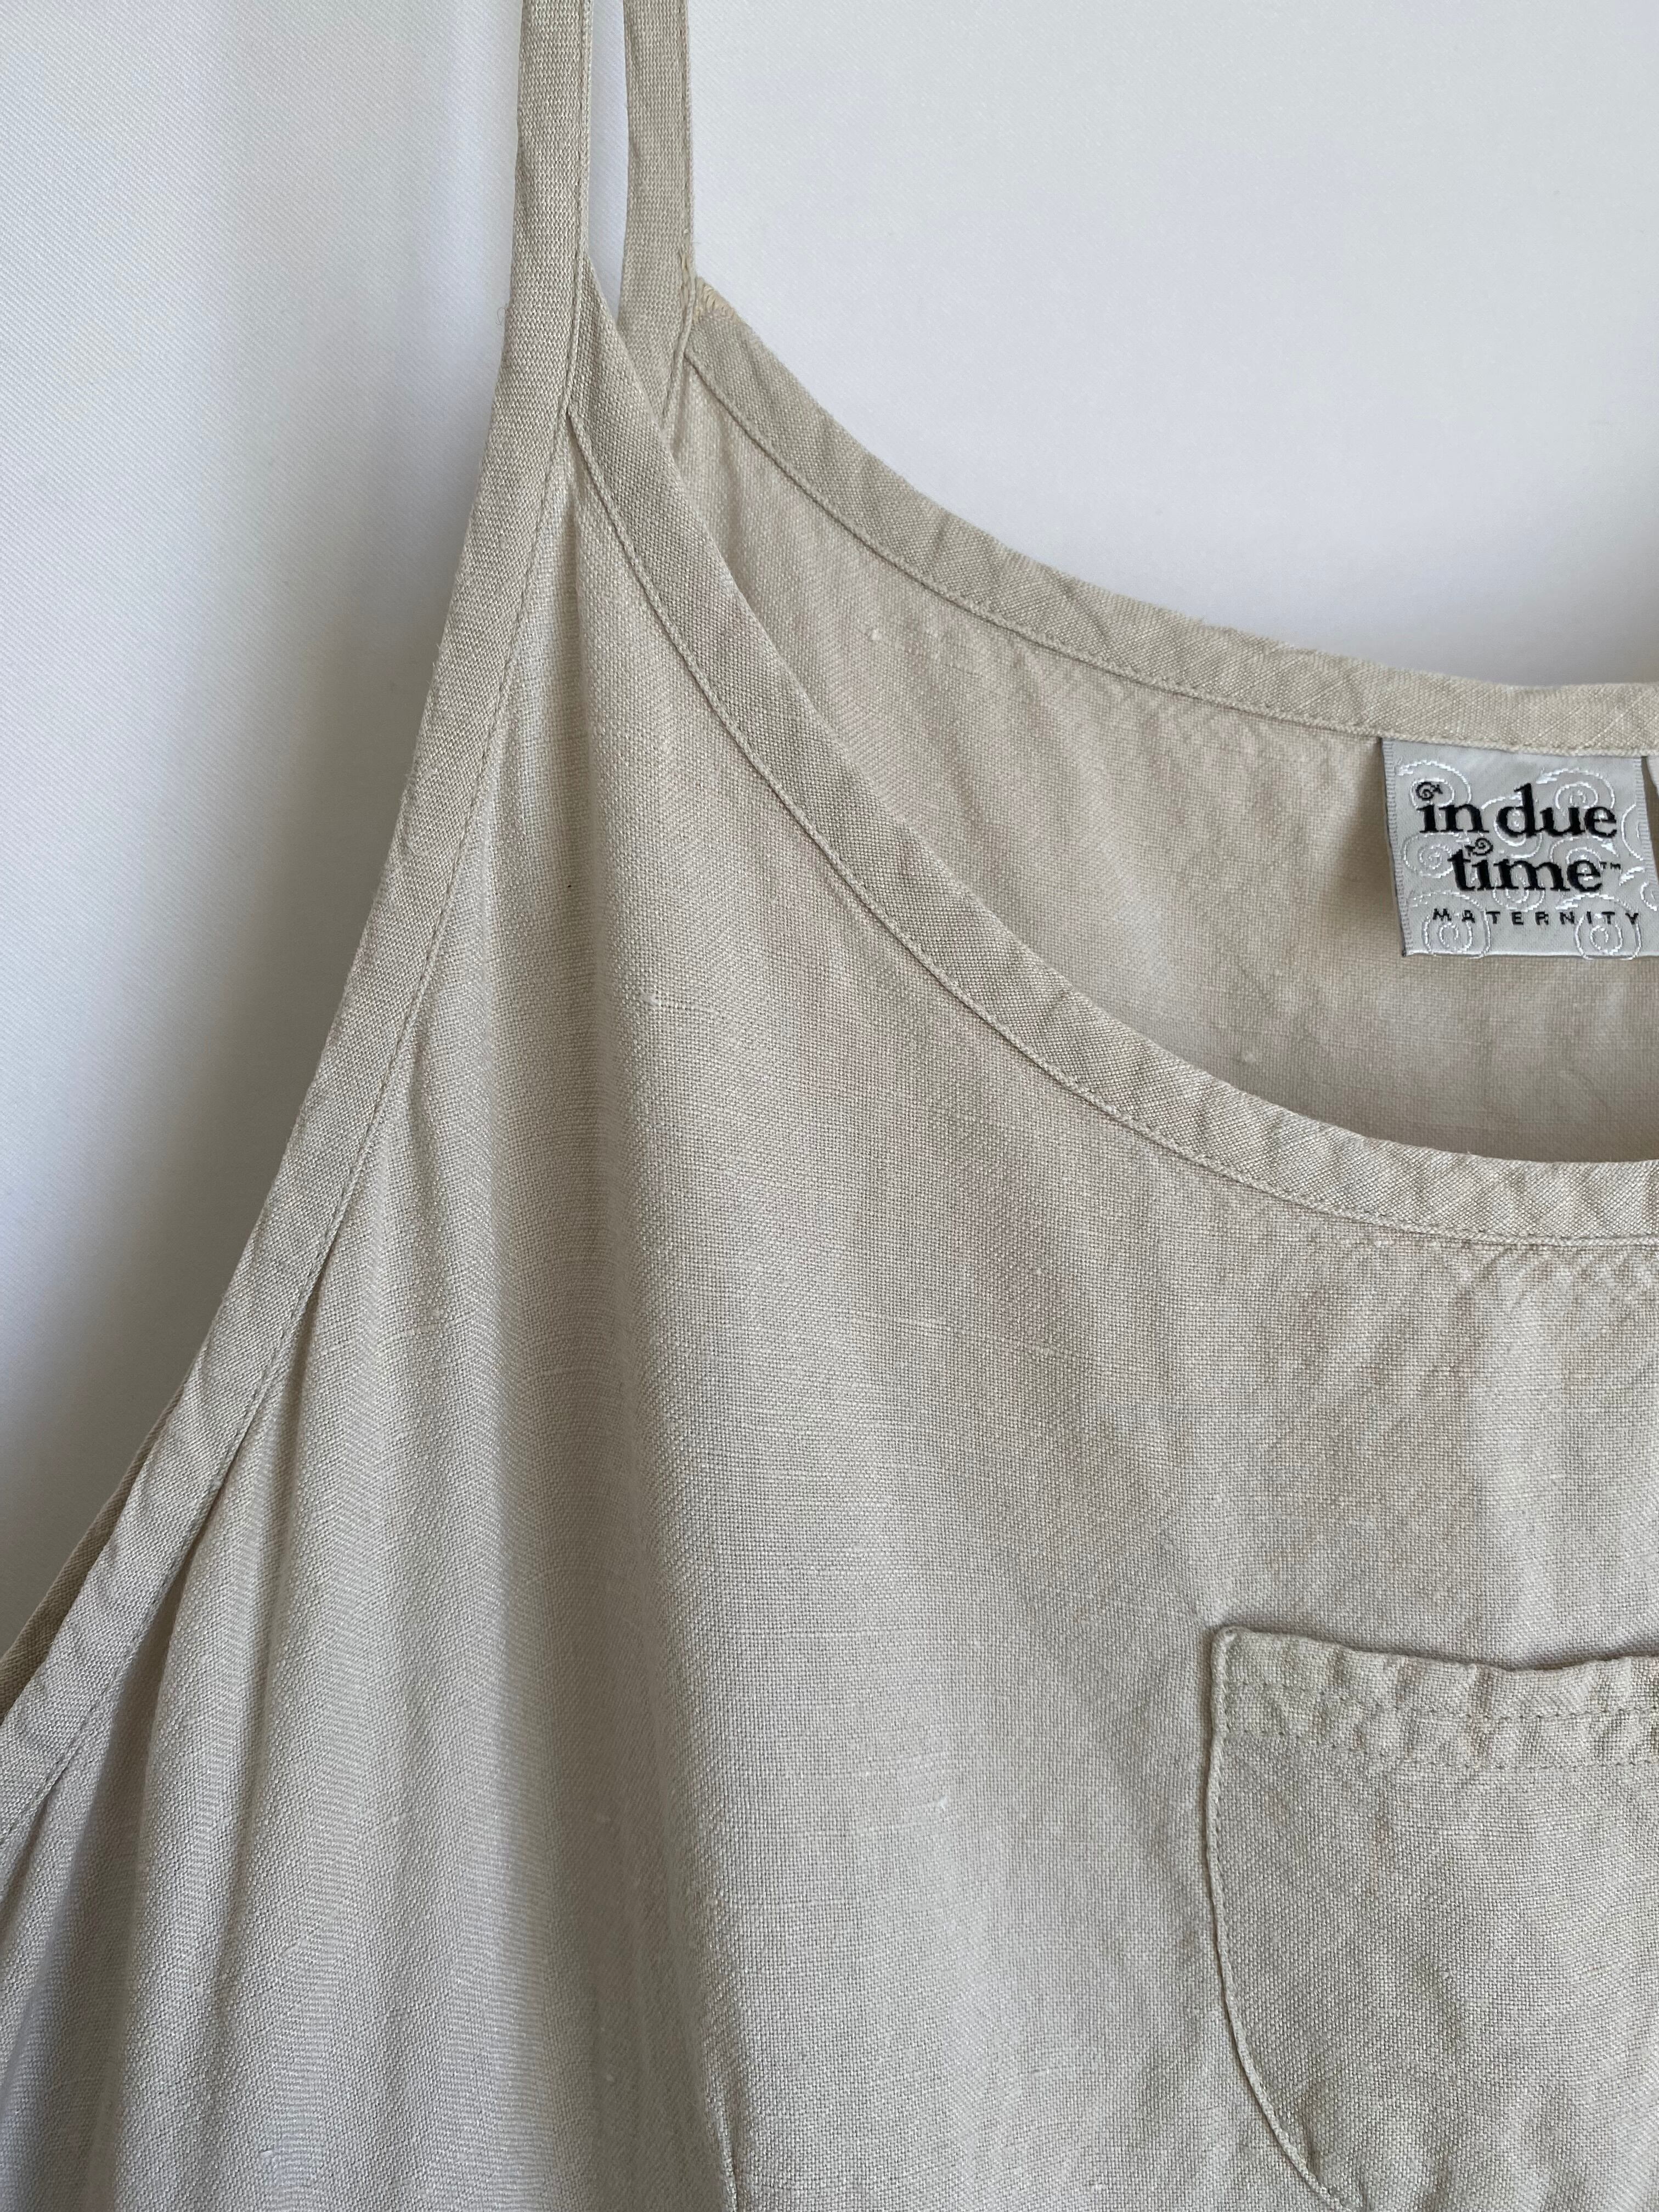 in due
time™
MATERNITY